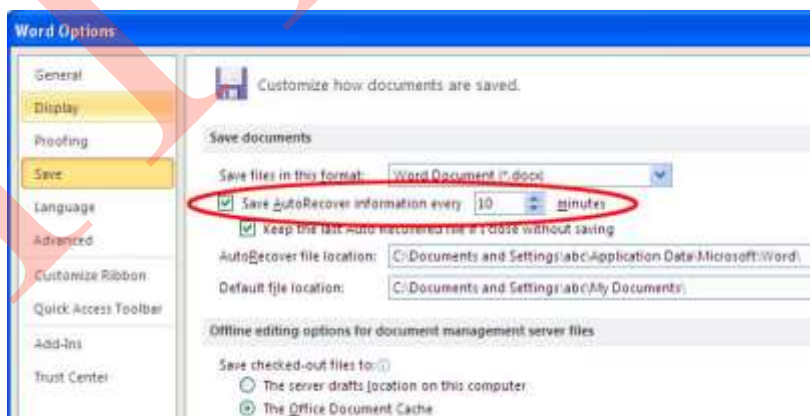 Word Options
General
Display
Proofing
Save
Language
Advanced
Customize Ribbon
Quick Access Toolbar
Add-Ins
Trust Center
Customize how documents are saved.
Save documents
Save files in this format: Word Document (*.docx)
Save AutoRecover information every 10 minutes
Keep the last Auto Recovered file if I close without saving
AutoRecover file location: C:\Documents and Settings\abc\Application Data\Microsoft\Word\
Default file location: C:\Documents and Settings\abc\My Documents\
Offline editing options for document management server files
Save checked-out files to:
The server drafts location on this computer
The Office Document Cache